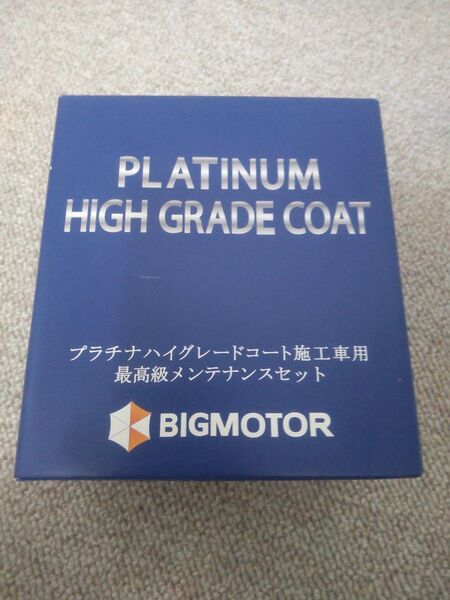 PLATINUM
HIGH GRADE COAT
プラチナハイグレードコート施工車用
最高級メンテナンスセット
BIGMOTOR